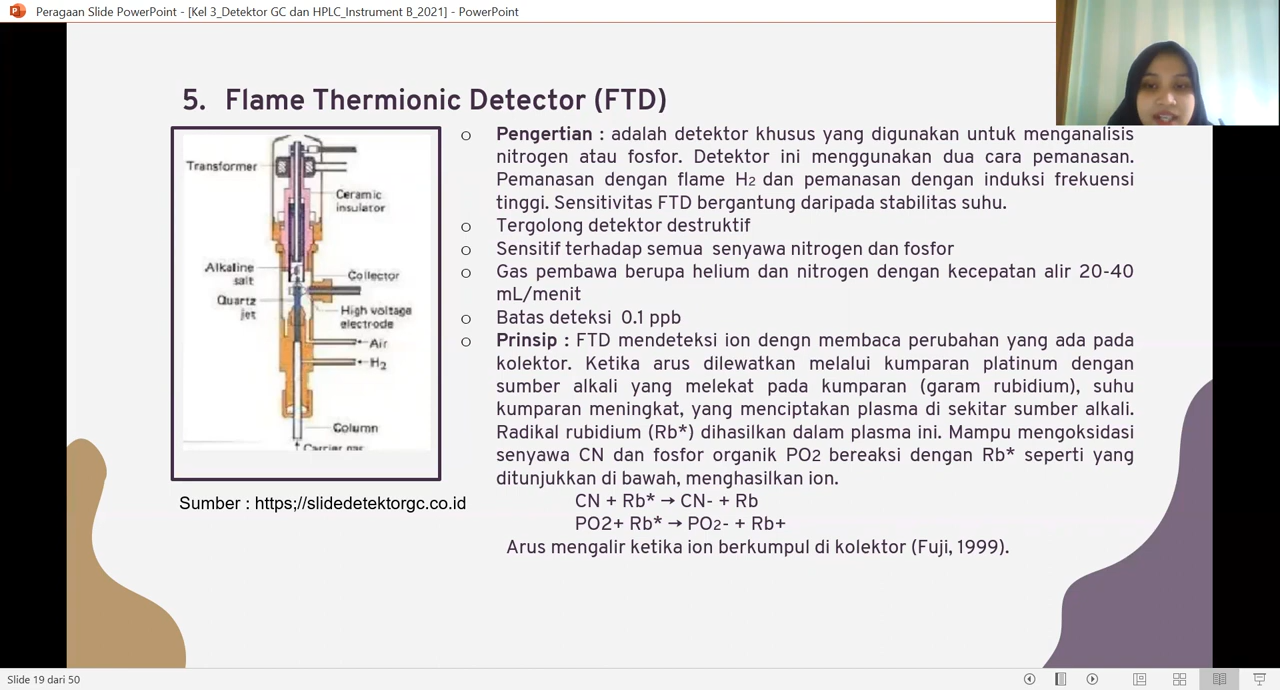 Peragaan Slide PowerPoint - [Kel 3_Detektor GC dan HPLC_Instrument B_2021] - PowerPoint
5. Flame Thermionic Detector (FTD)
Transformer
Ceramic
insulator
Alkaline
salt
Collector
Quartz
jet
High voltage
electrode
Air
H2
Column
Carrier gas
Sumber : https;//slidedetektorgc.co.id
o Pengertian : adalah detektor khusus yang digunakan untuk menganalisis
nitrogen atau fosfor. Detektor ini menggunakan dua cara pemanasan.
Pemanasan dengan flame H2 dan pemanasan dengan induksi frekuensi
tinggi. Sensitivitas FTD bergantung daripada stabilitas suhu.
o Tergolong detektor destruktif
o Sensitif terhadap semua senyawa nitrogen dan fosfor
o Gas pembawa berupa helium dan nitrogen dengan kecepatan alir 20-40
mL/menit
o Batas deteksi 0.1 ppb
o Prinsip : FTD mendeteksi ion dengn membaca perubahan yang ada pada
kolektor. Ketika arus dilewatkan melalui kumparan platinum dengan
sumber alkali yang melekat pada kumparan (garam rubidium), suhu
kumparan meningkat, yang menciptakan plasma di sekitar sumber alkali.
Radikal rubidium (Rb*) dihasilkan dalam plasma ini. Mampu mengoksidasi
senyawa CN dan fosfor organik PO2 bereaksi dengan Rb* seperti yang
ditunjukkan di bawah, menghasilkan ion.
CN + Rb* → CN- + Rb
PO2+ Rb* → PO2- + Rb+
Arus mengalir ketika ion berkumpul di kolektor (Fuji, 1999).
Slide 19 dari 50